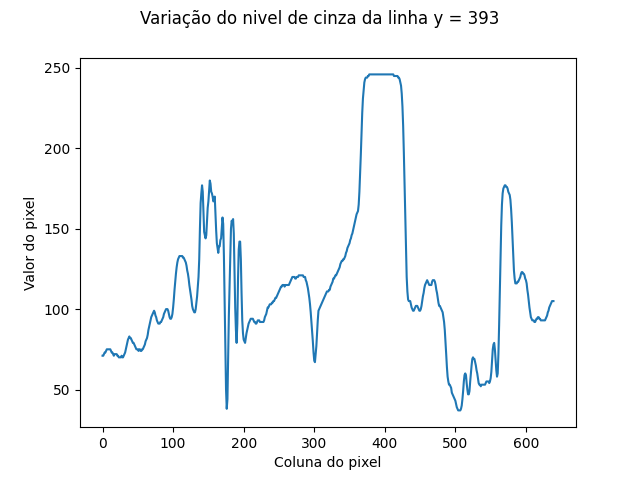 Variação do nivel de cinza da linha y = 393
250
200
150
100
50
Valor do pixel
0 100 200 300 400 500 600
Coluna do pixel